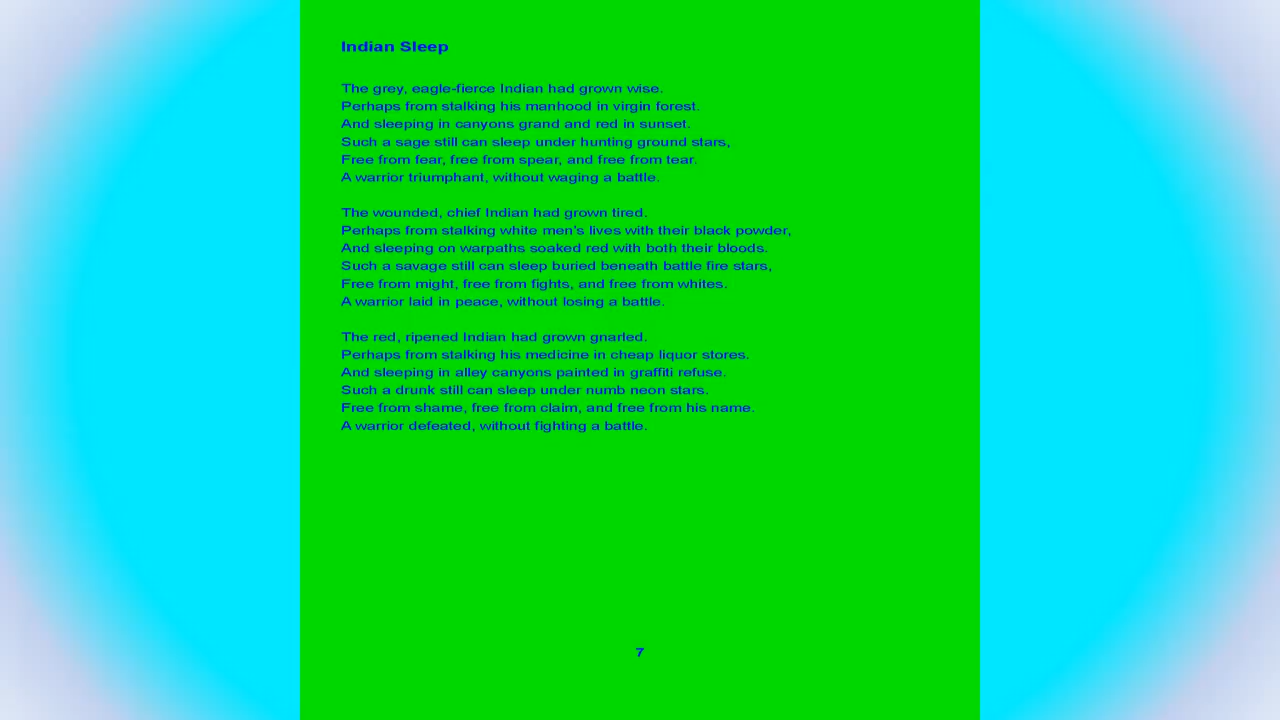 Indian Sleep
The grey, eagle-fierce Indian had grown wise.
Perhaps from stalking his manhood in virgin forest.
And sleeping in canyons grand and red in sunset.
Such a sage still can sleep under hunting ground stars,
Free from fear, free from spear, and free from tear.
A warrior triumphant, without waging a battle.
The wounded, chief Indian had grown tired.
Perhaps from stalking white men's lives with their black powder,
And sleeping on warpaths soaked red with both their bloods.
Such a savage still can sleep buried beneath battle fire stars,
Free from might, free from fights, and free from whites.
A warrior laid in peace, without losing a battle.
The red, ripened Indian had grown gnarled.
Perhaps from stalking his medicine in cheap liquor stores.
And sleeping in alley canyons painted in graffiti refuse.
Such a drunk still can sleep under numb neon stars.
Free from shame, free from claim, and free from his name.
A warrior defeated, without fighting a battle.
7